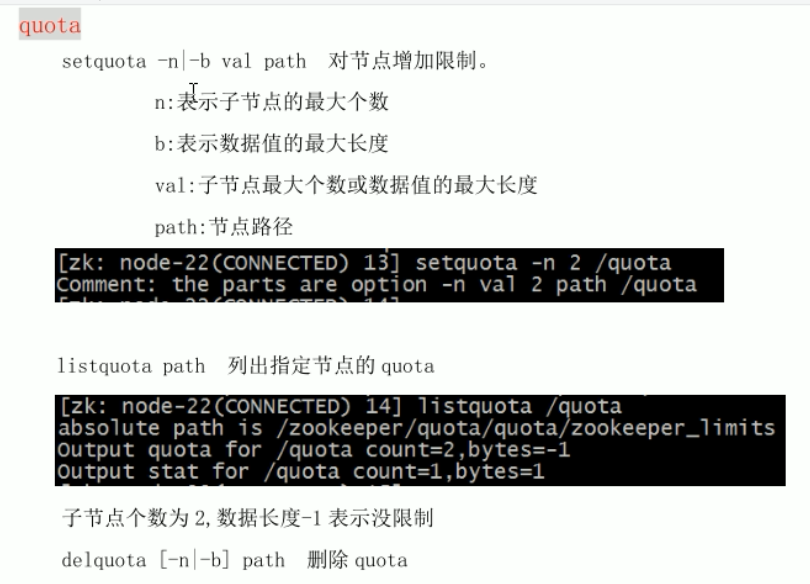 quota
setquota -n|-b val path 对节点增加限制。
n:表示子节点的最大个数
b:表示数据值的最大长度
val:子节点最大个数或数据值的最大长度
path:节点路径
[zk: node-22(CONNECTED) 13] setquota -n 2 /quota
Comment: the parts are option -n val 2 path /quota
listquota path 列出指定节点的 quota
[zk: node-22(CONNECTED) 14] listquota /quota
absolute path is /zookeeper/quota/quota/zookeeper_limits
Output quota for /quota count=2,bytes=-1
Output stat for /quota count=1,bytes=1
子节点个数为 2,数据长度-1 表示没限制
delquota [-n|-b] path 删除 quota